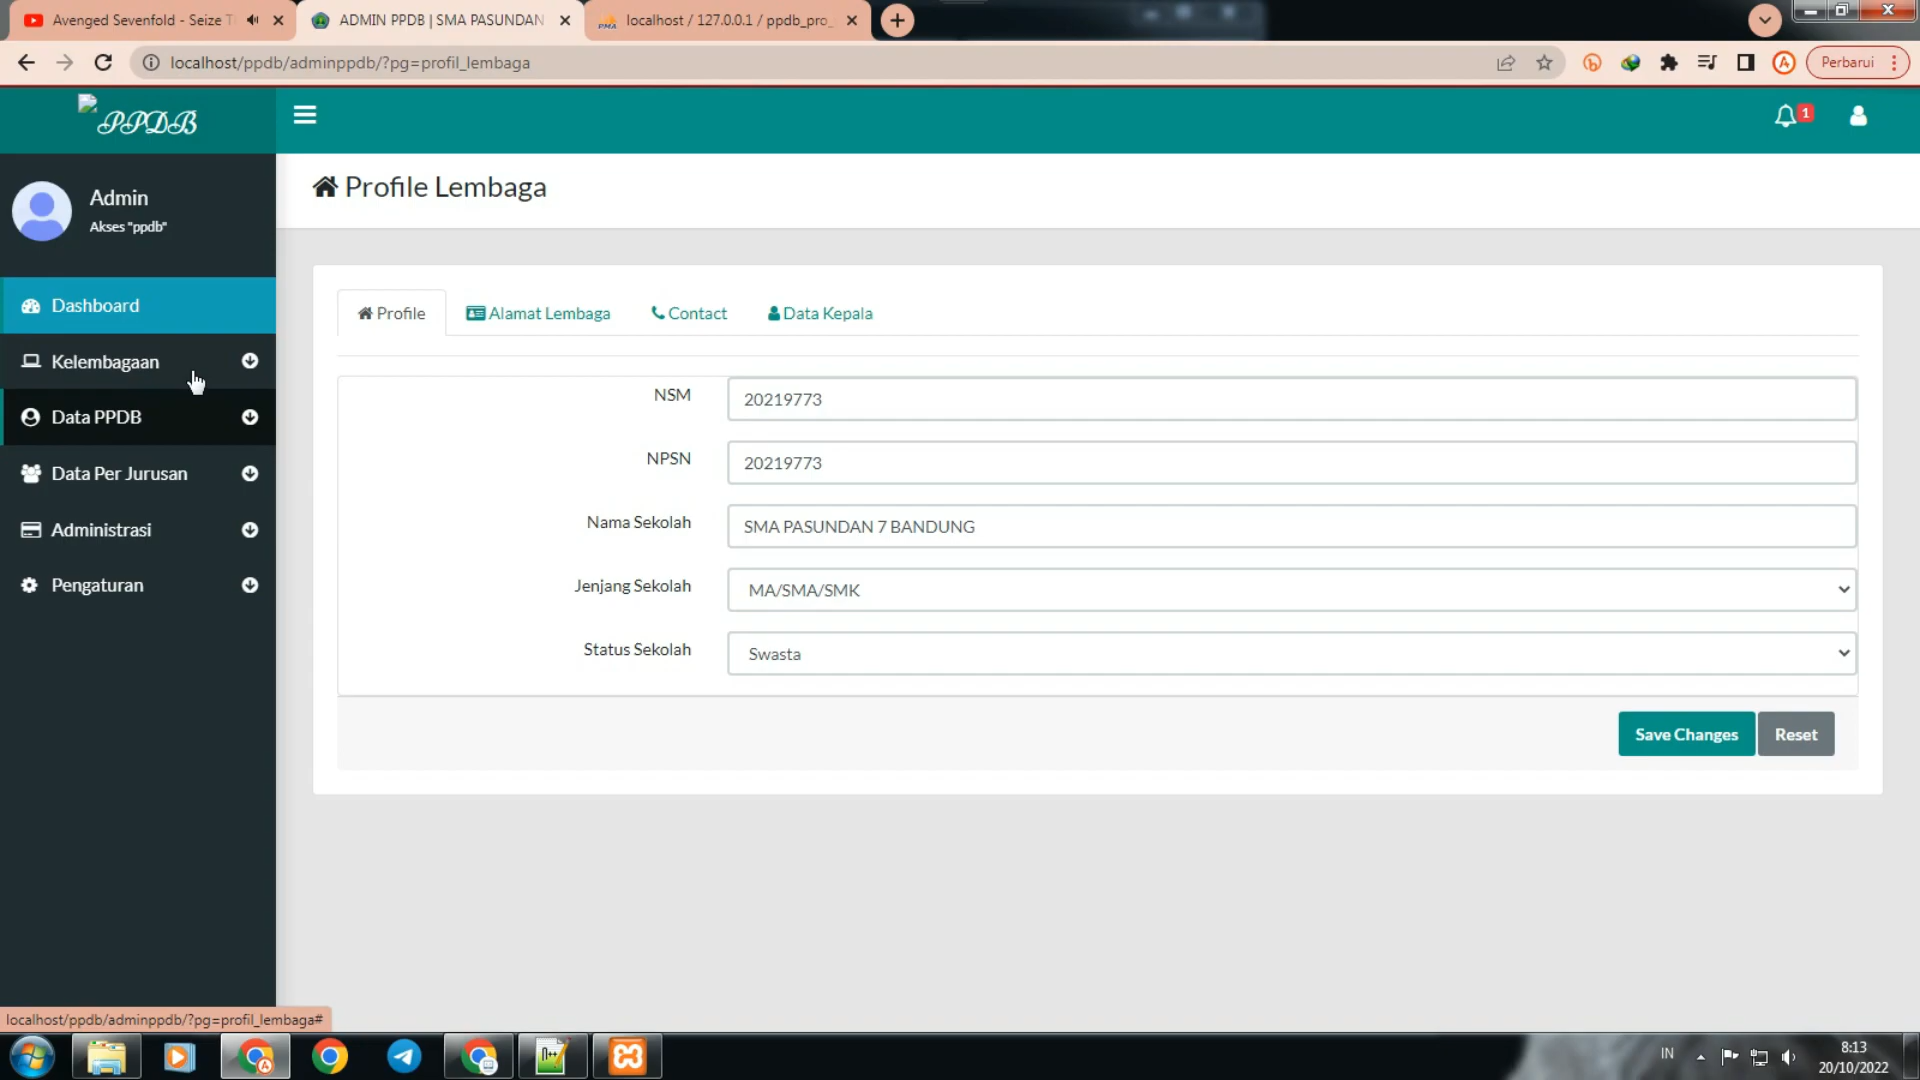 Avenged Sevenfold - Seize T
ADMIN PPDB | SMA PASUNDAN
PMA
localhost / 127.0.0.1 / ppdb_pro_
localhost/ppdb/adminppdb/?pg=profil_lembaga
Perbarui
PPDB
1
Admin
Akses "ppdb"
Profile Lembaga
Dashboard
Kelembagaan
Data PPDB
Data Per Jurusan
Administrasi
Pengaturan
Profile
Alamat Lembaga
Contact
Data Kepala
NSM
20219773
NPSN
20219773
Nama Sekolah
SMA PASUNDAN 7 BANDUNG
Jenjang Sekolah
MA/SMA/SMK
Status Sekolah
Swasta
Save Changes
Reset
localhost/ppdb/adminppdb/?pg=profil_lembaga#
IN
8:13
20/10/2022